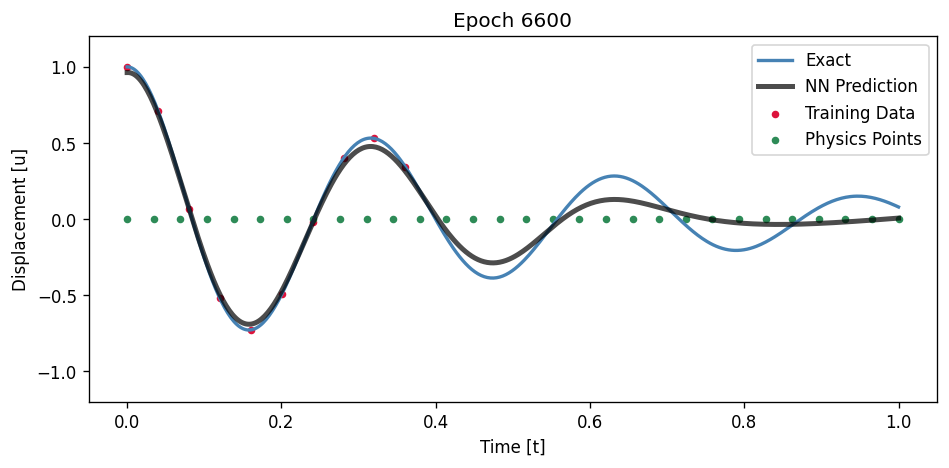 Epoch 6600
Exact
NN Prediction
Training Data
Physics Points
1.0
0.5
0.0
−0.5
−1.0
Displacement [u]
0.0 0.2 0.4 0.6 0.8 1.0
Time [t]